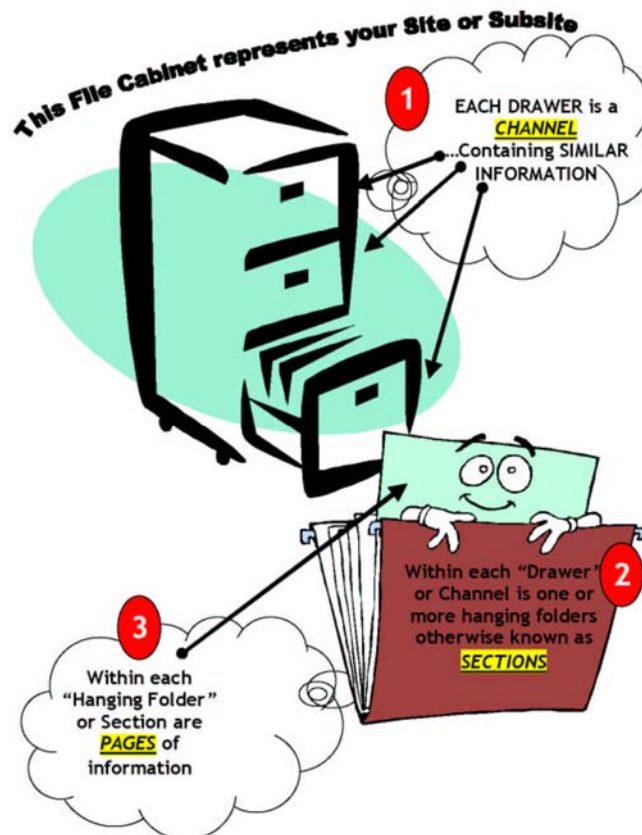 This File Cabinet represents your Site or Subsite
1
EACH DRAWER is a
CHANNEL
...Containing SIMILAR
INFORMATION
2
Within each “Drawer”
or Channel is one or
more hanging folders
otherwise known as
SECTIONS
3
Within each
“Hanging Folder”
or Section are
PAGES of
information